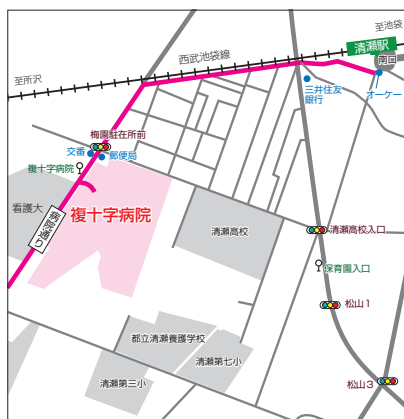 至池袋
清瀬駅
南口
西武池袋線
至所沢
三井住友
銀行
オーケー
梅園駐在所前
交番
郵便局
複十字病院
看護大
複十字病院
病院通り
清瀬高校
清瀬高校入口
保育園入口
松山1
都立清瀬養護学校
清瀬第七小
清瀬第三小
松山3